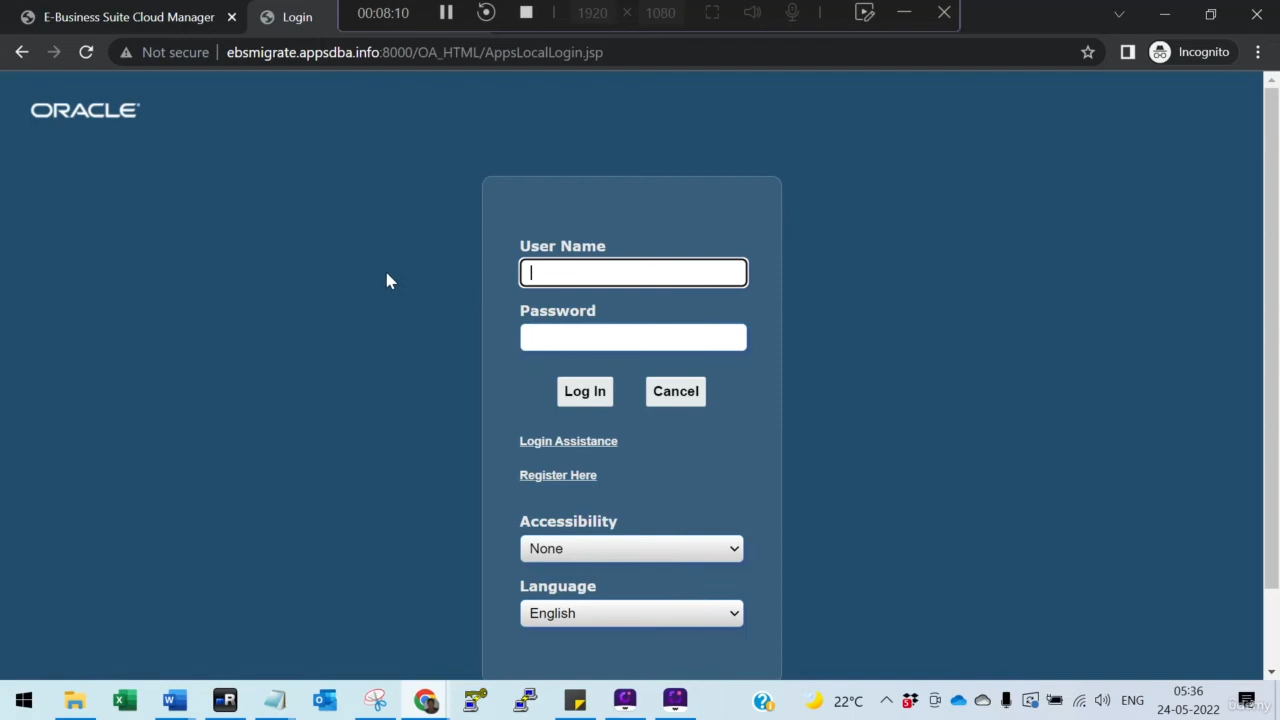 E-Business Suite Cloud Manager
Login
00:08:10
1920 × 1080
Not secure
ebsmigrate.appsdba.info:8000/OA_HTML/AppsLocalLogin.jsp
Incognito
ORACLE
User Name
Password
Log In
Cancel
Login Assistance
Register Here
Accessibility
None
Language
English
22°C
ENG
05:36
24-05-2022
udemy